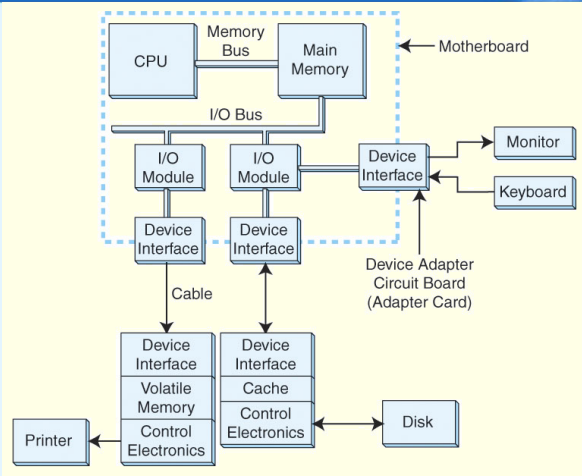 CPU
Memory
Bus
Main
Memory
Motherboard
I/O Bus
I/O
Module
I/O
Module
Device
Interface
Monitor
Keyboard
Device
Interface
Device
Interface
Device Adapter
Circuit Board
(Adapter Card)
Cable
Device
Interface
Volatile
Memory
Control
Electronics
Device
Interface
Cache
Control
Electronics
Disk
Printer